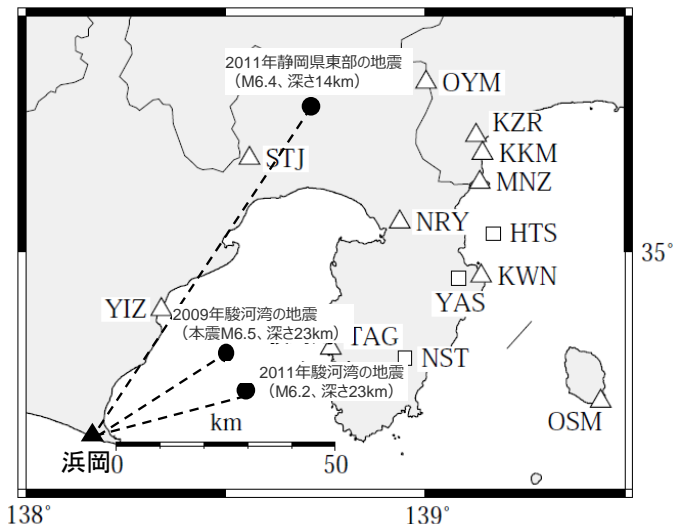 2011年静岡県東部の地震
（M6.4、深さ14km）
OYM
KZR
KKM
STJ
MNZ
NRY
HTS
35°
KWN
YAS
YIZ
2009年駿河湾の地震
（本震M6.5、深さ23km）
TAG
NST
2011年駿河湾の地震
（M6.2、深さ23km）
OSM
km
浜岡
0
50
138°
139°